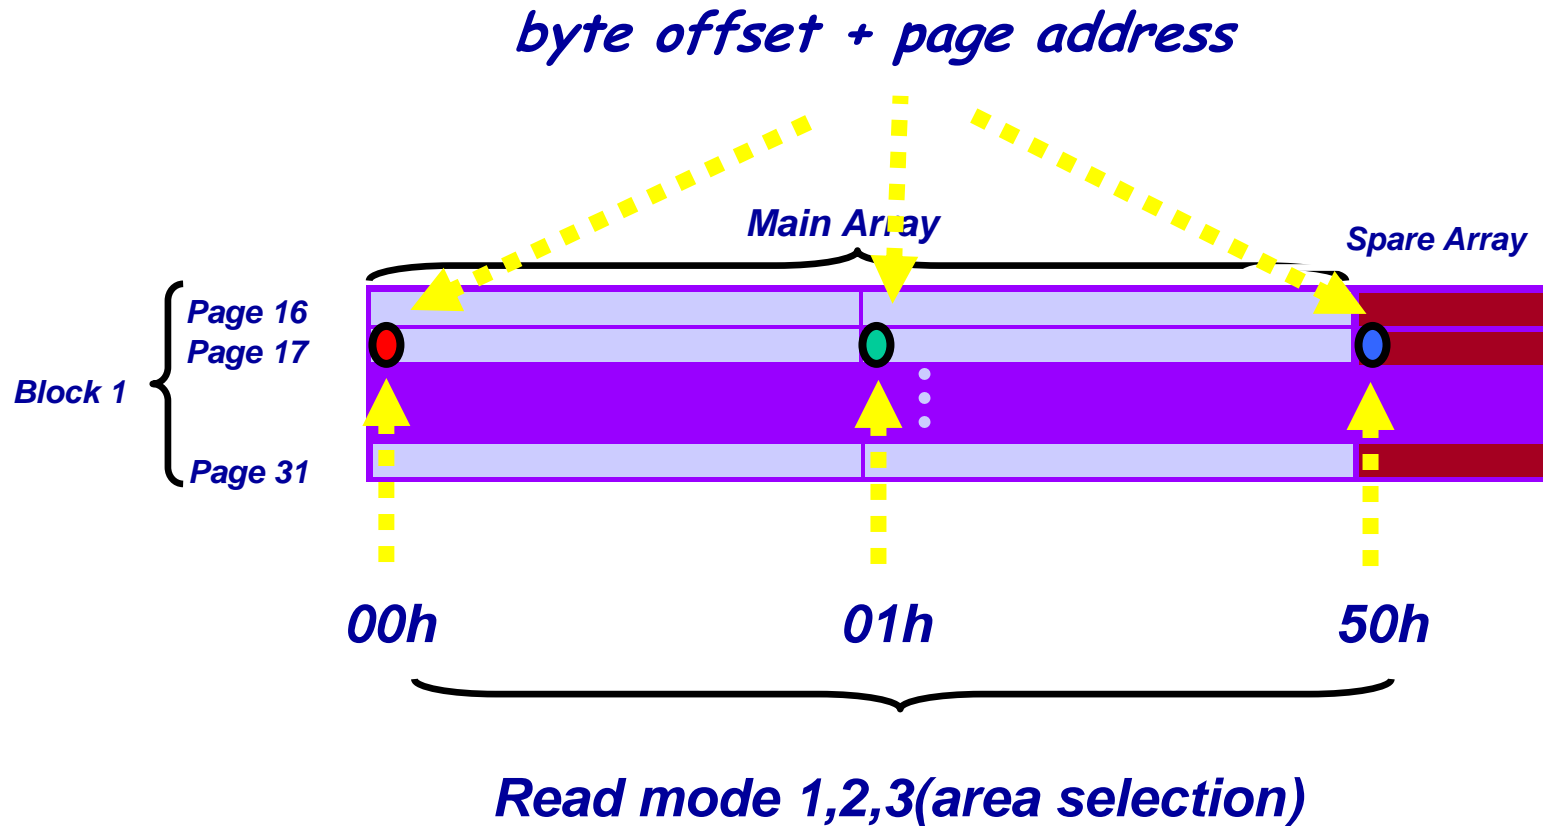 byte offset + page address
Main Array
Spare Array
Page 16
Page 17
Block 1
Page 31
00h
01h
50h
Read mode 1,2,3(area selection)